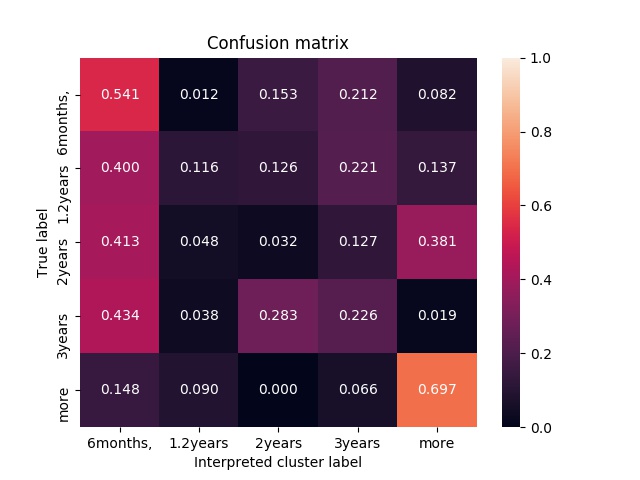 Confusion matrix
True label
6months,
0.541 0.012 0.153 0.212 0.082
1.2years
0.400 0.116 0.126 0.221 0.137
2years
0.413 0.048 0.032 0.127 0.381
3years
0.434 0.038 0.283 0.226 0.019
more
0.148 0.090 0.000 0.066 0.697
6months, 1.2years 2years 3years more
Interpreted cluster label
1.0
0.8
0.6
0.4
0.2
0.0